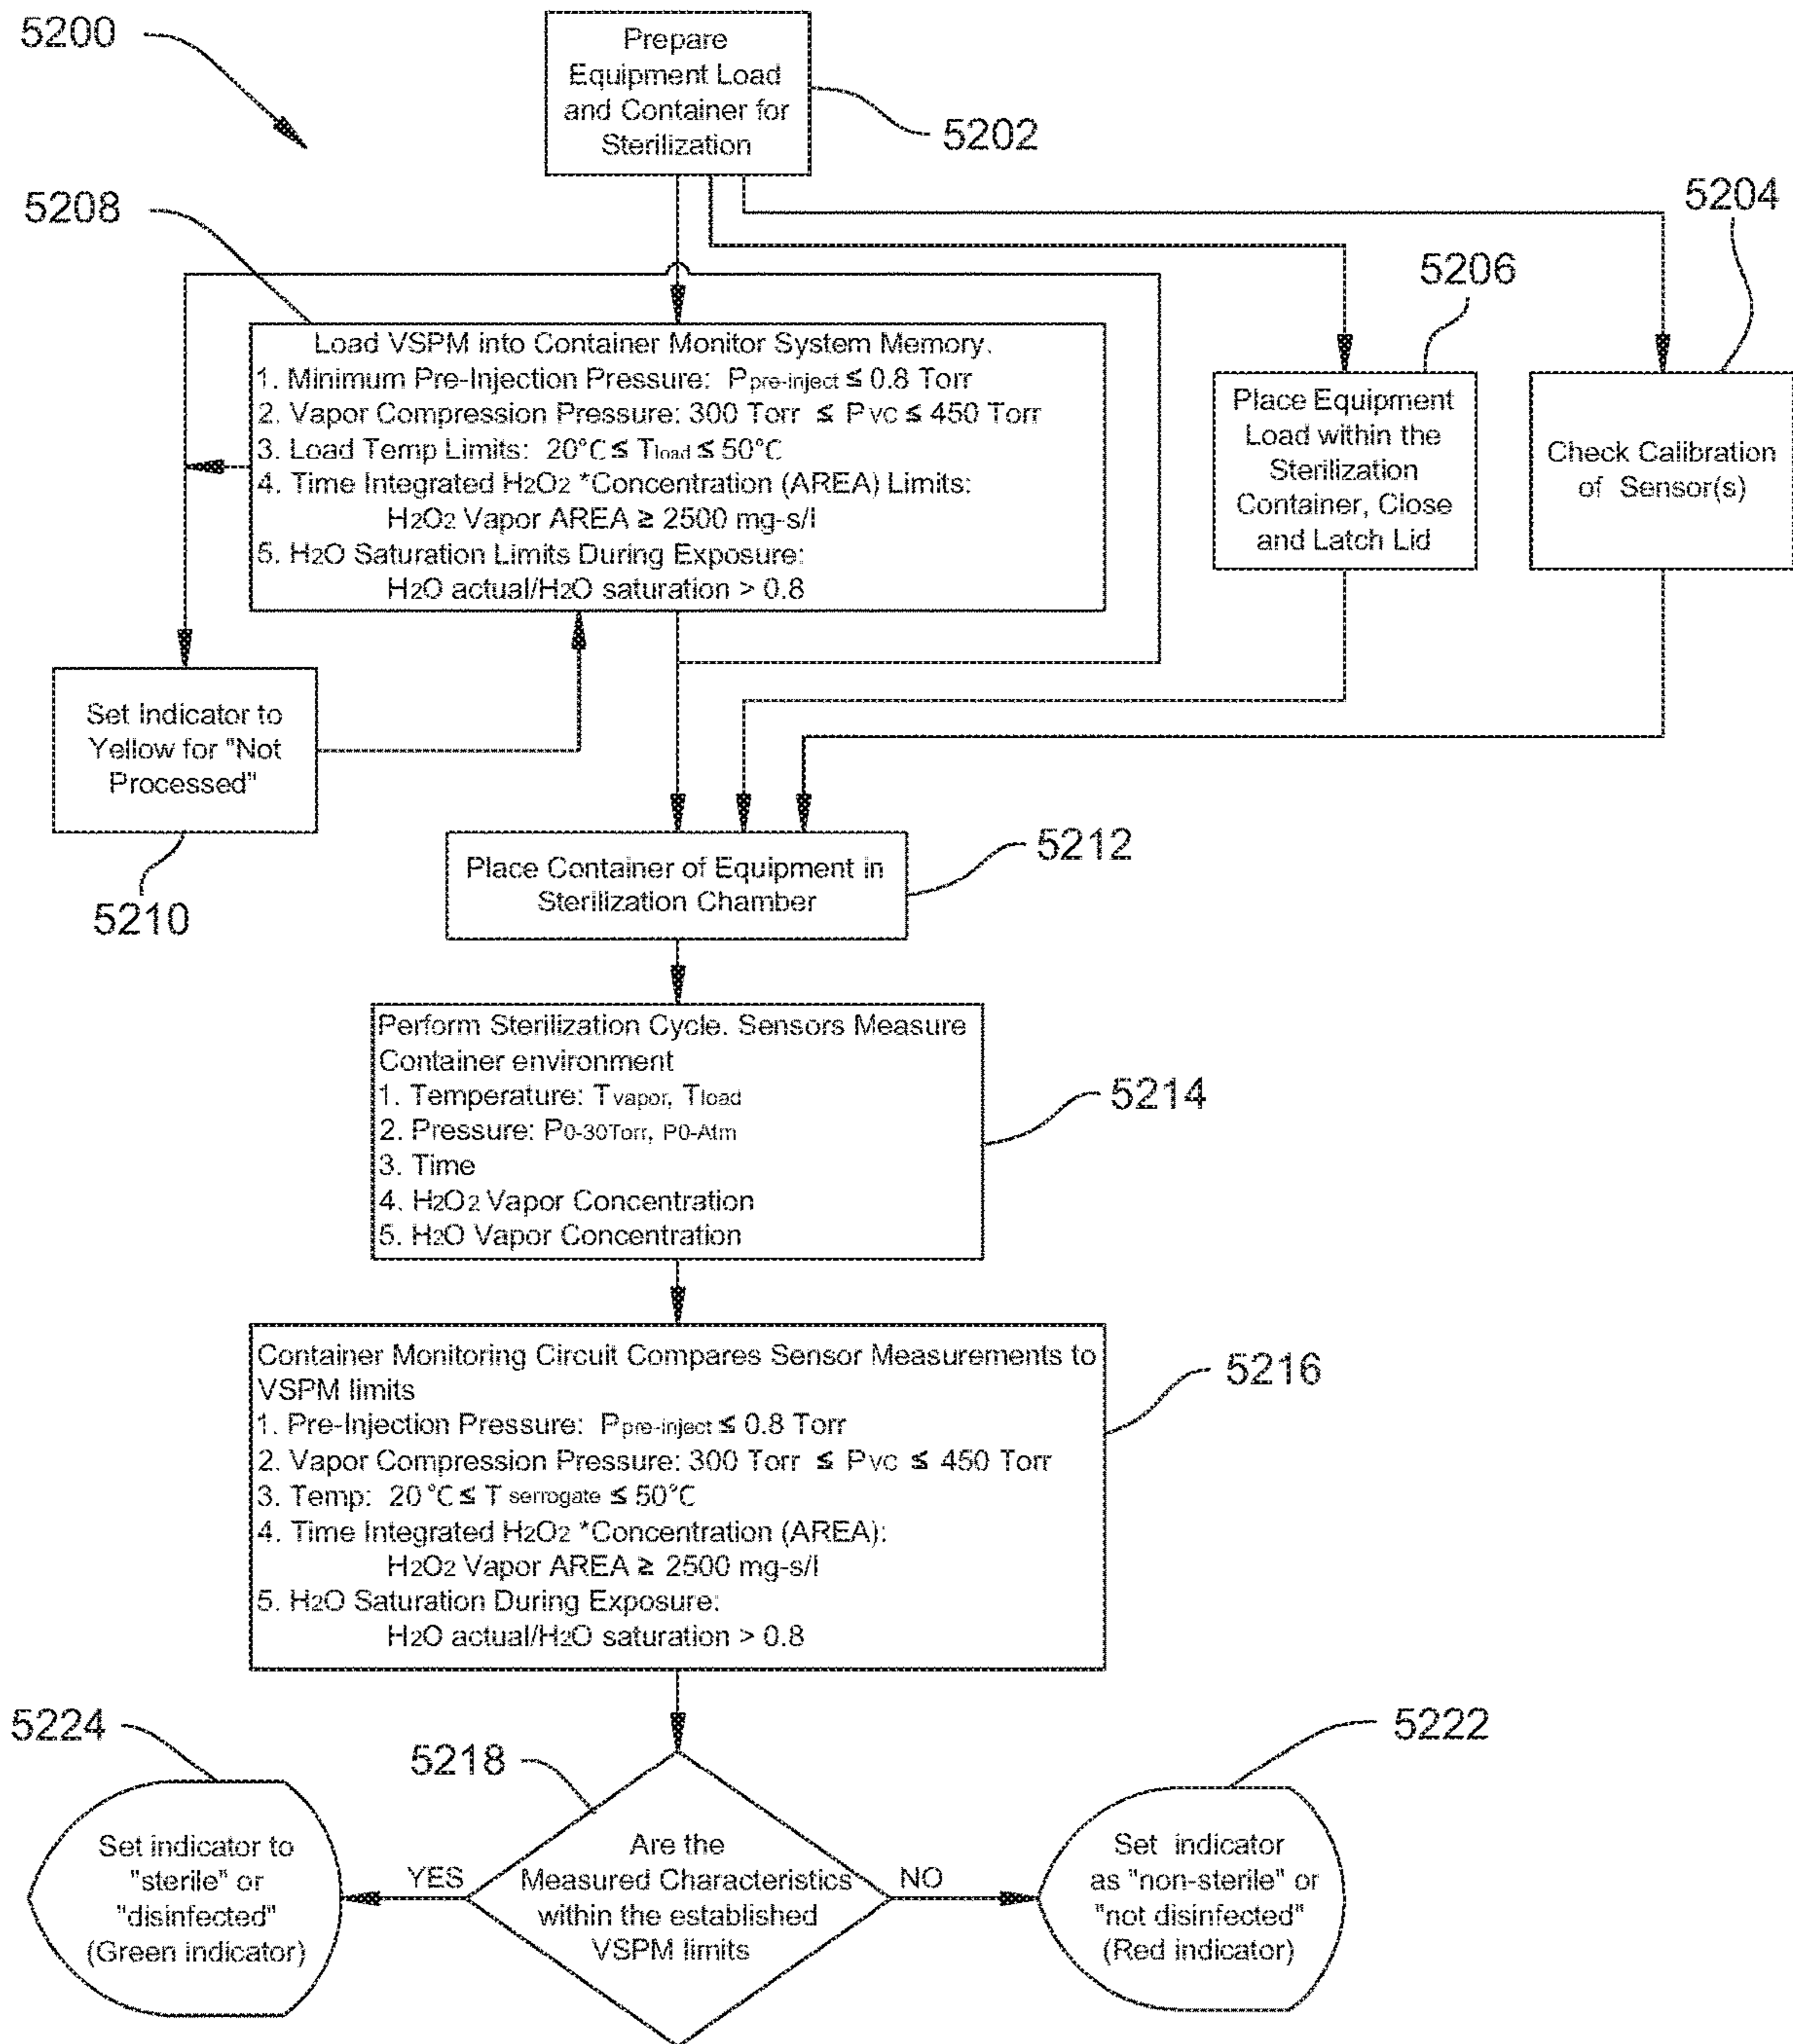 5200
Prepare
Equipment Load
and Container for
Sterilization
5202
5208
5204
5206
Load VSPM into Container Monitor System Memory.
1. Minimum Pre-Injection Pressure: Ppre-inject ≤ 0.8 Torr
2. Vapor Compression Pressure: 300 Torr ≤ PVC ≤ 450 Torr
3. Load Temp Limits: 20°C ≤ Tload ≤ 50°C
4. Time Integrated H2O2 *Concentration (AREA) Limits:
H2O2 Vapor AREA ≥ 2500 mg-s/l
5. H2O Saturation Limits During Exposure:
H2O actual/H2O saturation > 0.8
Place Equipment
Load within the
Sterilization
Container, Close
and Latch Lid
Check Calibration
of Sensor(s)
Set Indicator to
Yellow for "Not
Processed"
5210
Place Container of Equipment in
Sterilization Chamber
5212
Perform Sterilization Cycle. Sensors Measure
Container environment
1. Temperature: Tvapor, Tload
2. Pressure: P0-30Torr, P0-Atm
3. Time
4. H2O2 Vapor Concentration
5. H2O Vapor Concentration
5214
Container Monitoring Circuit Compares Sensor Measurements to
VSPM limits
1. Pre-Injection Pressure: Ppre-inject ≤ 0.8 Torr
2. Vapor Compression Pressure: 300 Torr ≤ PVC ≤ 450 Torr
3. Temp: 20°C ≤ T serrogate ≤ 50°C
4. Time Integrated H2O2 *Concentration (AREA):
H2O2 Vapor AREA ≥ 2500 mg-s/l
5. H2O Saturation During Exposure:
H2O actual/H2O saturation > 0.8
5216
5224
5218
5222
Set indicator to
"sterile" or
"disinfected"
(Green indicator)
YES
Are the
Measured Characteristics
within the established
VSPM limits
NO
Set indicator
as "non-sterile" or
"not disinfected"
(Red indicator)